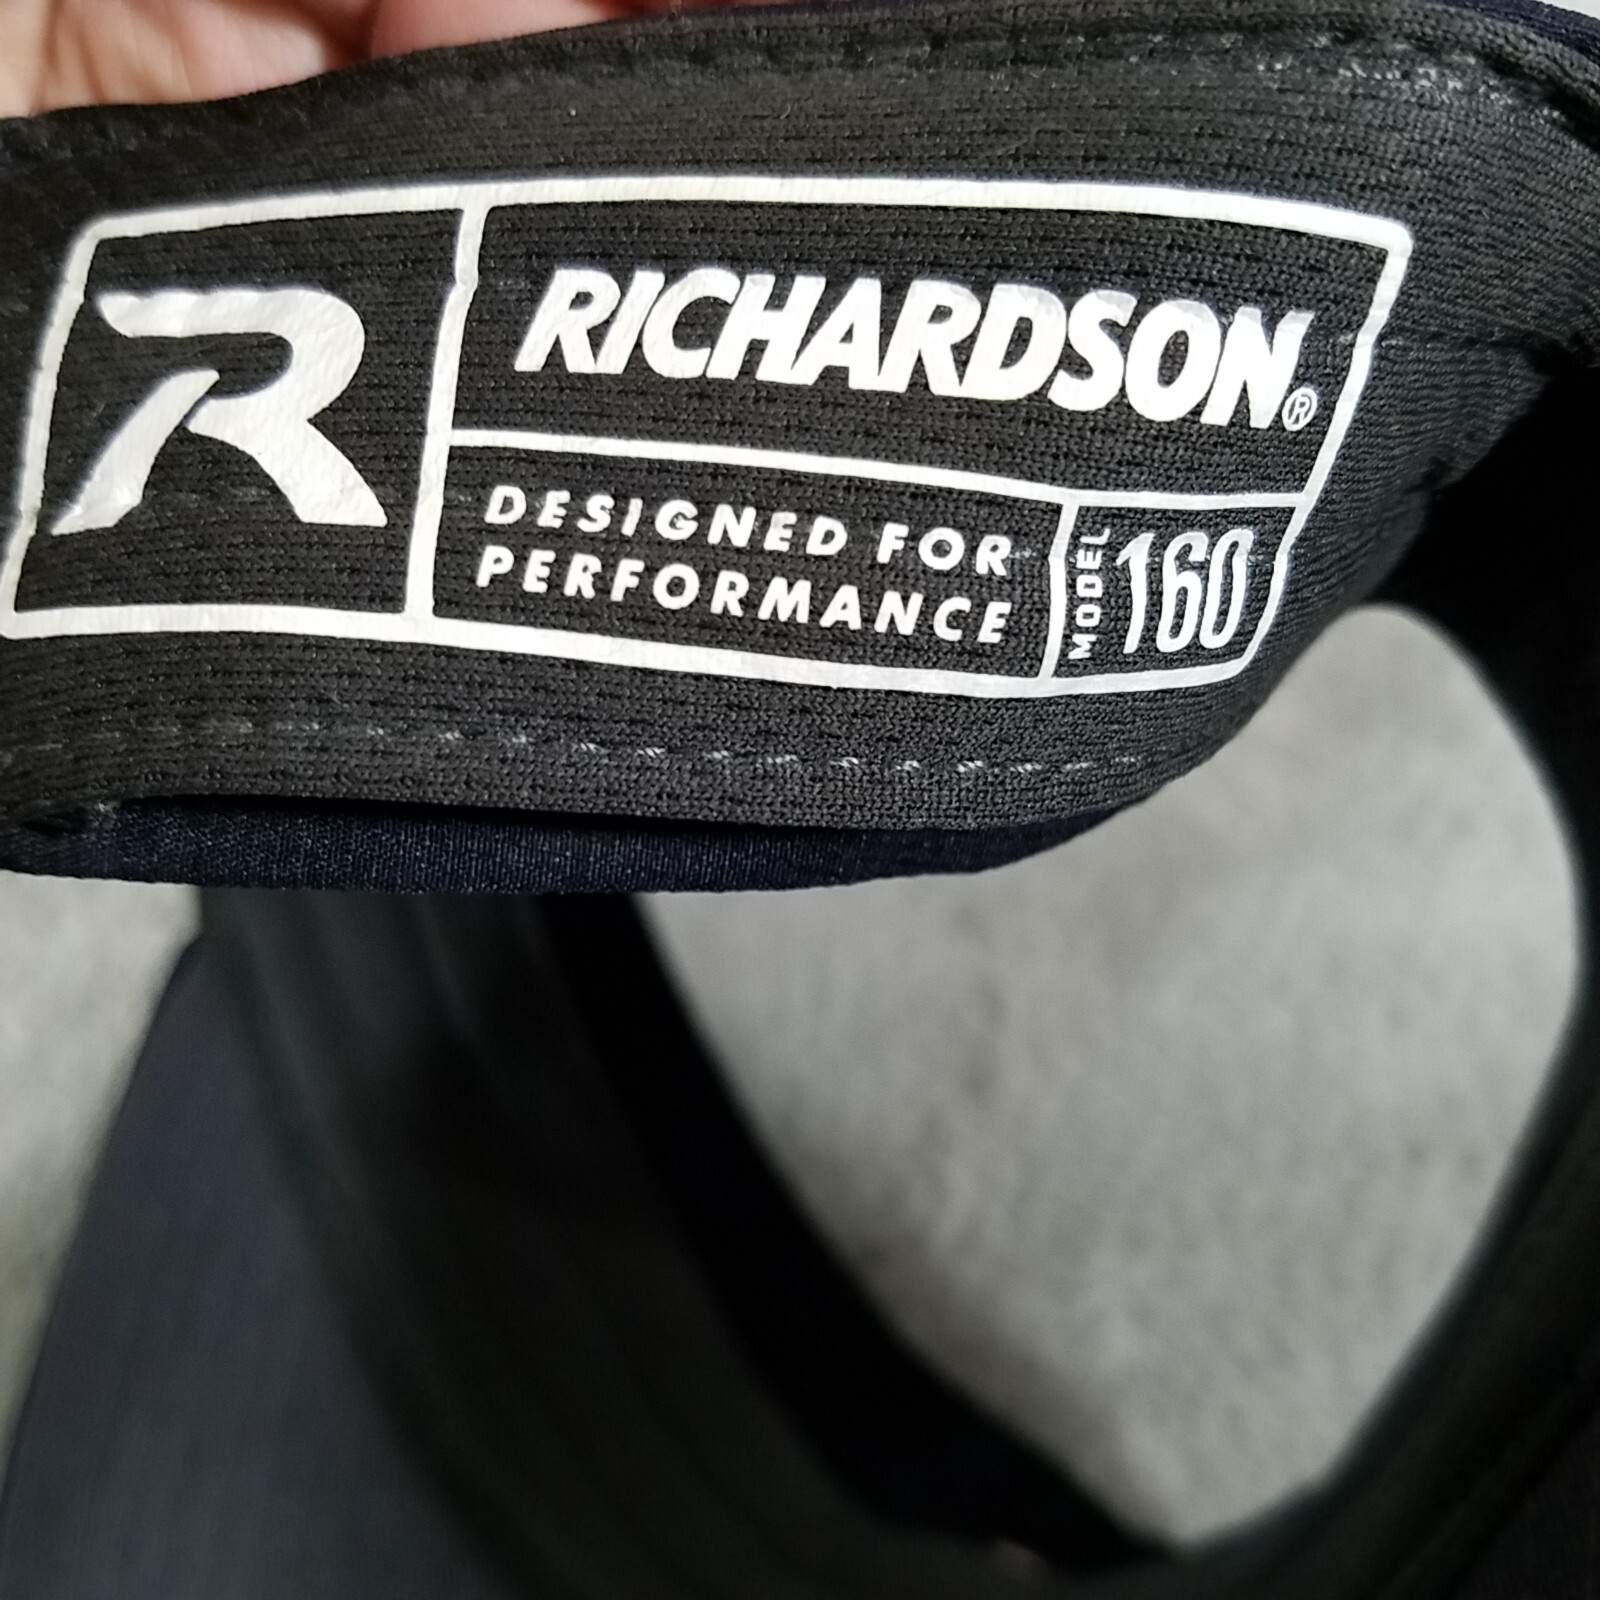 R
RICHARDSON®
DESIGNED FOR
PERFORMANCE
MODEL 160